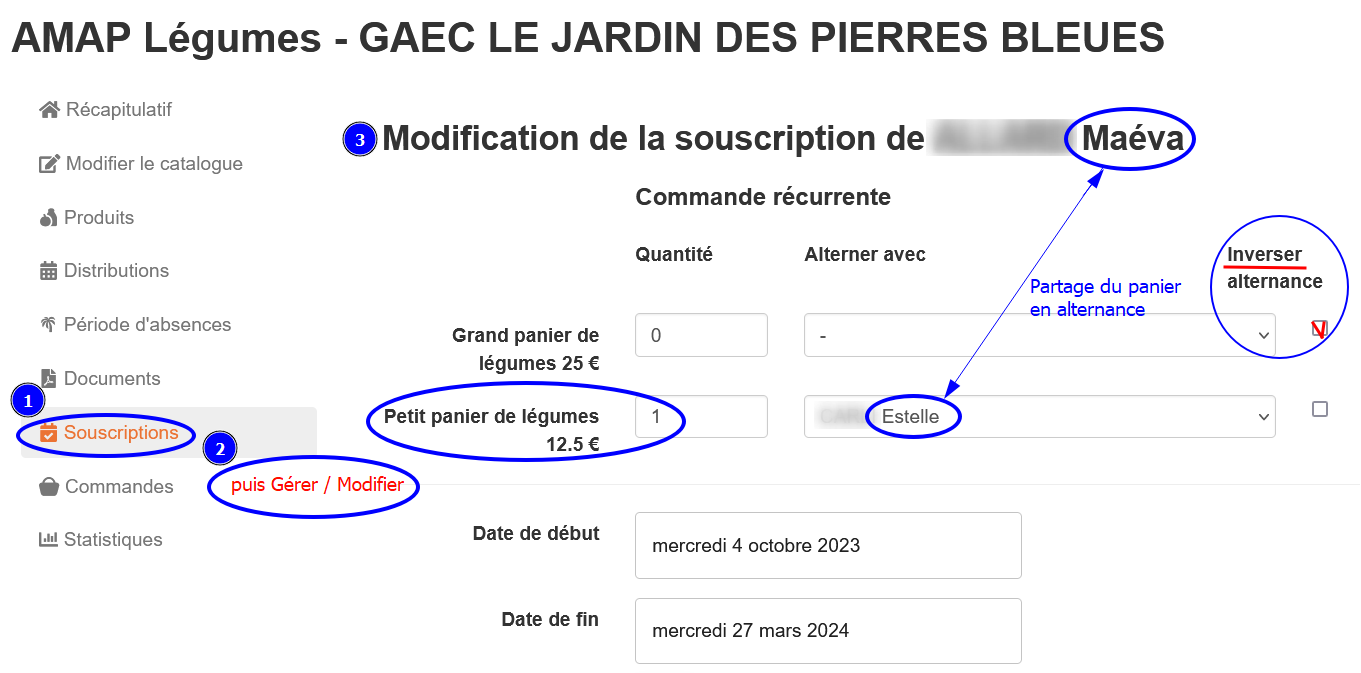 AMAP Légumes - GAEC LE JARDIN DES PIERRES BLEUES
Récapitulatif
Modifier le catalogue
Produits
Distributions
Période d'absences
Documents
1
Souscriptions
2
puis Gérer / Modifier
Commandes
Statistiques
3 Modification de la souscription de Maéva
Commande récurrente
Quantité
Alterner avec
Inverser
alternance
Partage du panier
en alternance
Grand panier de
légumes 25 €
0
-
Petit panier de légumes
12.5 €
1
Estelle
Date de début
mercredi 4 octobre 2023
Date de fin
mercredi 27 mars 2024